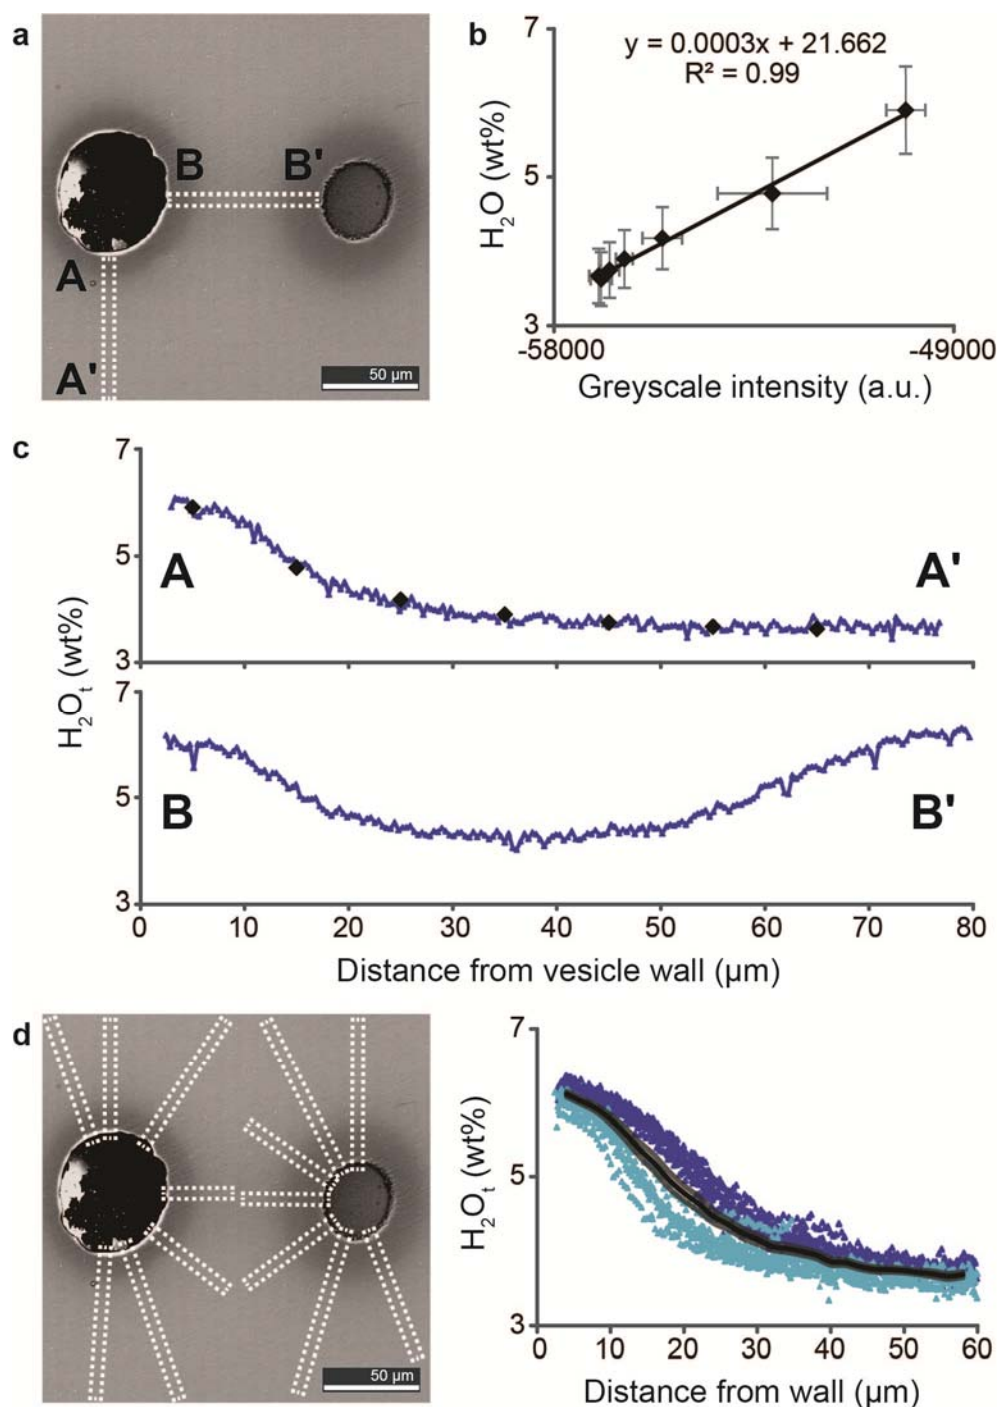 a
A
A'
B
B'
50 µm
b
y = 0.0003x + 21.662
R² = 0.99
7
5
3
H₂O (wt%)
-58000
-49000
Greyscale intensity (a.u.)
c
7
5
3
A
A'
H₂Oₜ (wt%)
7
5
3
B
B'
0
10
20
30
40
50
60
70
80
Distance from vesicle wall (µm)
d
50 µm
7
5
3
H₂Oₜ (wt%)
0
10
20
30
40
50
60
Distance from wall (µm)